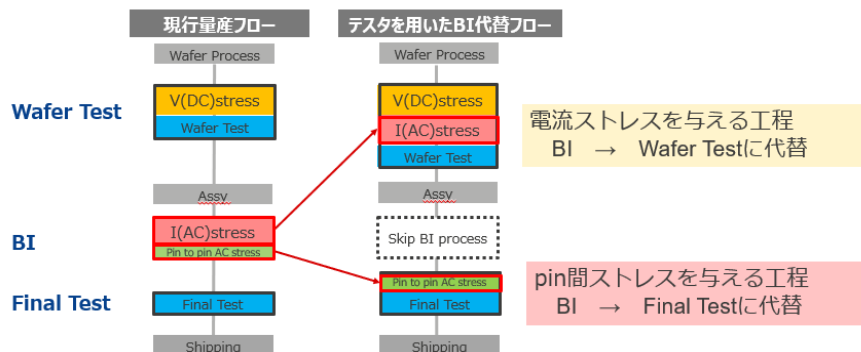 現行量産フロー
テスタを用いたBI代替フロー
Wafer Process
Wafer Process
Wafer Test
V(DC)stress
Wafer Test
V(DC)stress
I(AC)stress
Wafer Test
電流ストレスを与える工程
BI → Wafer Testに代替
Assy
Assy
BI
I(AC)stress
Pin to pin AC stress
Skip BI process
Final Test
Final Test
Pin to pin AC stress
Final Test
pin間ストレスを与える工程
BI → Final Testに代替
Shipping
Shipping